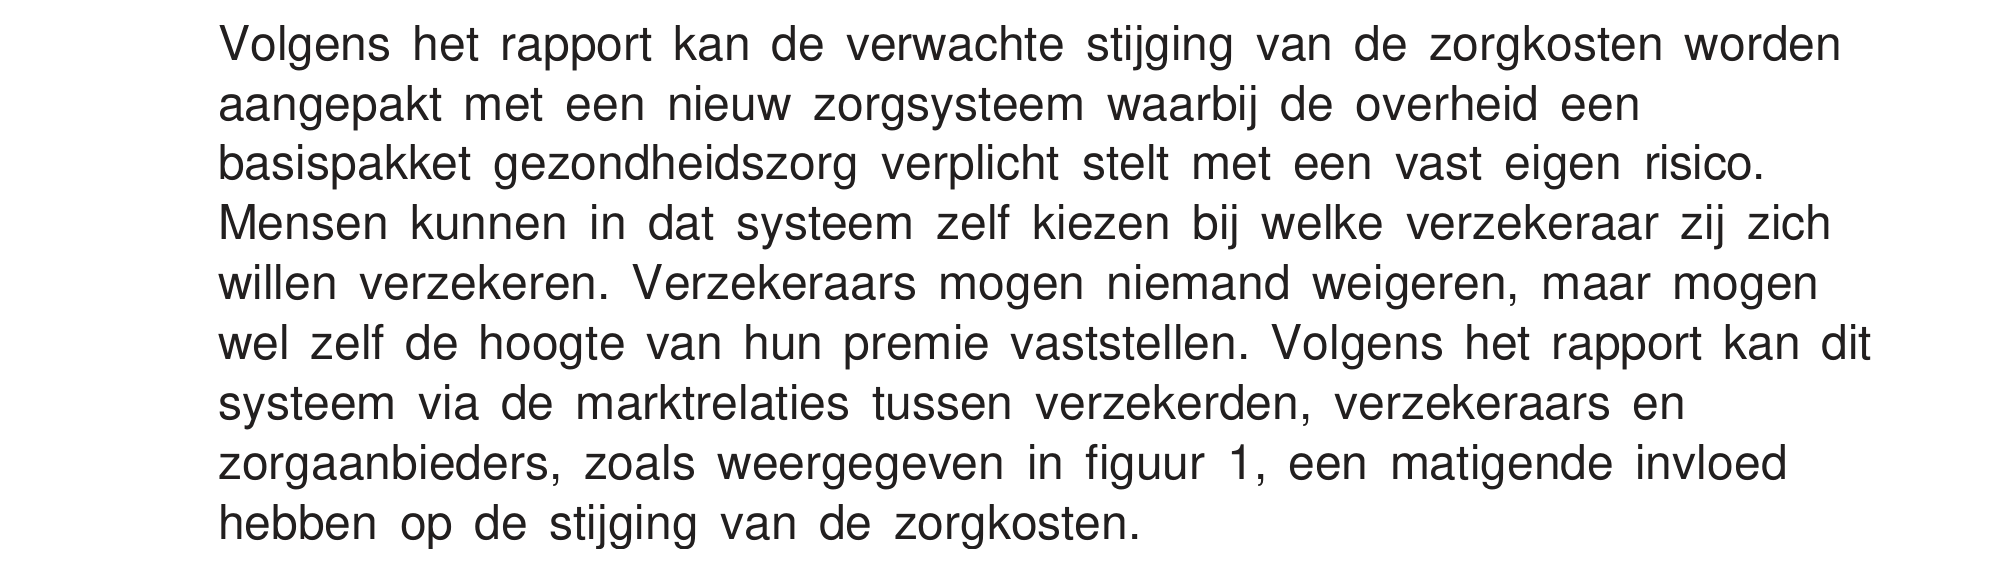 Volgens het rapport kan de verwachte stijging van de zorgkosten worden
aangepakt met een nieuw zorgsysteem waarbij de overheid een
basispakket gezondheidszorg verplicht stelt met een vast eigen risico.
Mensen kunnen in dat systeem zelf kiezen bij welke verzekeraar zij zich
willen verzekeren. Verzekeraars mogen niemand weigeren, maar mogen
wel zelf de hoogte van hun premie vaststellen. Volgens het rapport kan dit
systeem via de marktrelaties tussen verzekerden, verzekeraars en
zorgaanbieders, zoals weergegeven in figuur 1, een matigende invloed
hebben op de stijging van de zorgkosten.